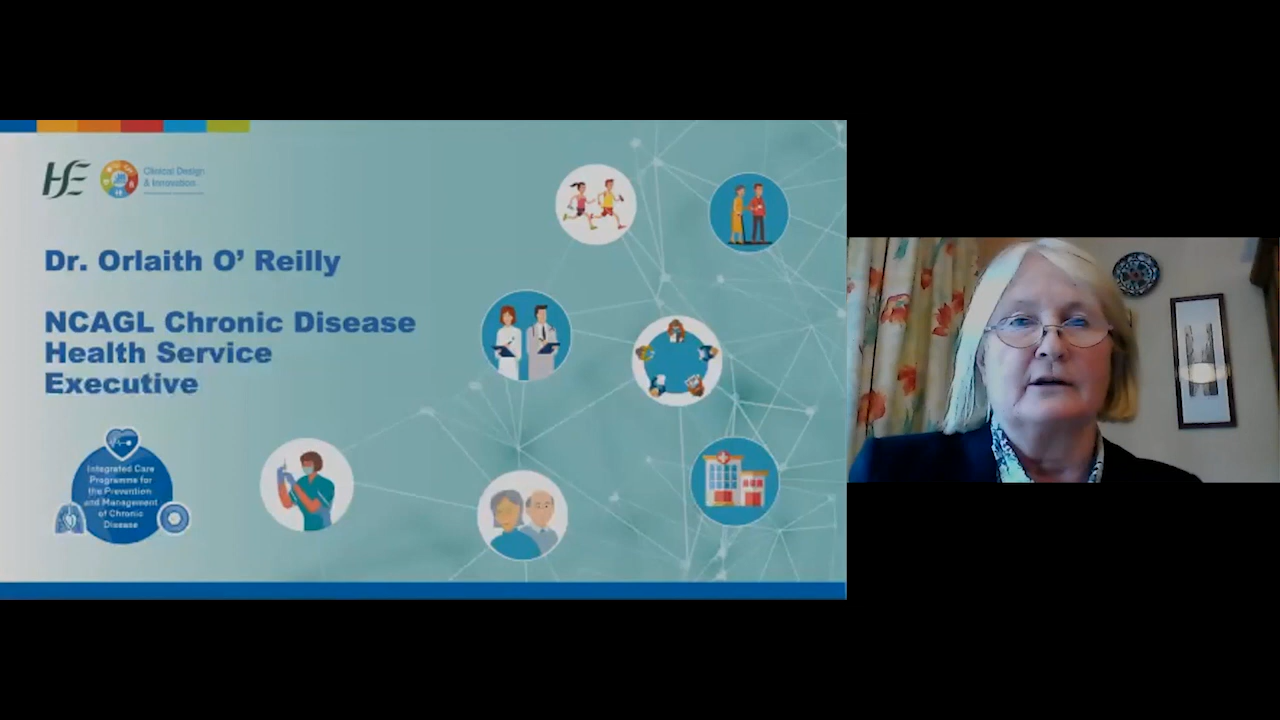 HE
Clinical Design
& Innovation
Dr. Orlaith O’ Reilly
NCAGL Chronic Disease
Health Service
Executive
Integrated Care
Programme for
the Prevention
and Management
of Chronic
Disease